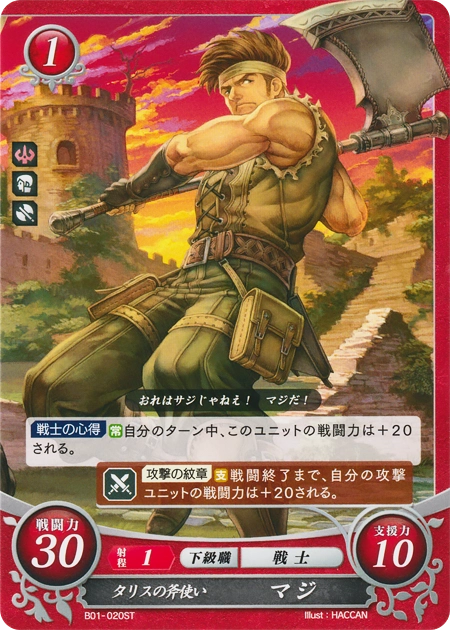 1
おれはサジじゃねえ! マジだ!
戦士の心得 常 自分のターン中、このユニットの戦闘力は+20
される。
攻撃の紋章 支 戦闘終了まで、自分の攻撃
ユニットの戦闘力は+20される。
戦闘力
30
射程 1 下級職 戦士
支援力
10
タリスの斧使い マジ
B01-020ST Illust : HACCAN